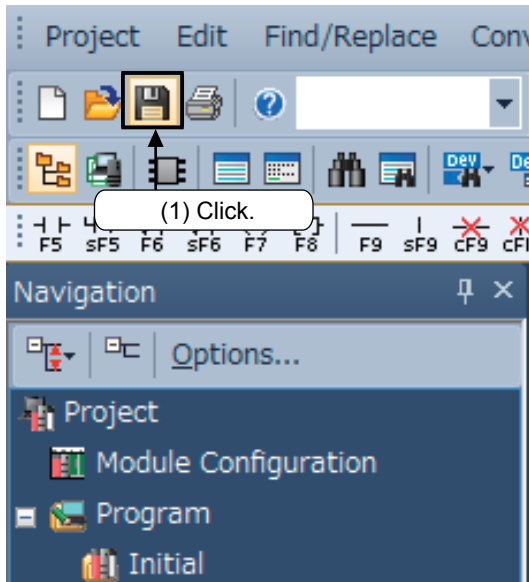 Project Edit Find/Replace
Dev
(1) Click.
F5 sF5 F6 sF6 F7 F8 F9 sF9 cF9
Navigation
Options...
Project
Module Configuration
Program
Initial